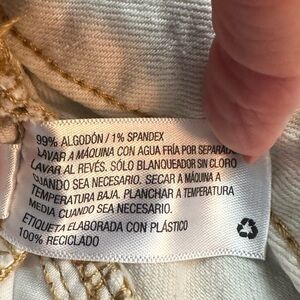 99% ALGODÓN / 1% SPANDEX
LAVAR A MÁQUINA CON AGUA FRÍA POR SEPARADO
LAVAR AL REVÉS. SÓLO BLANQUEADOR SIN CLORO
CUANDO SEA NECESARIO. SECAR A MÁQUINA A
TEMPERATURA BAJA. PLANCHAR A TEMPERATURA
MEDIA CUANDO SEA NECESARIO.
ETIQUETA ELABORADA CON PLÁSTICO
100% RECICLADO